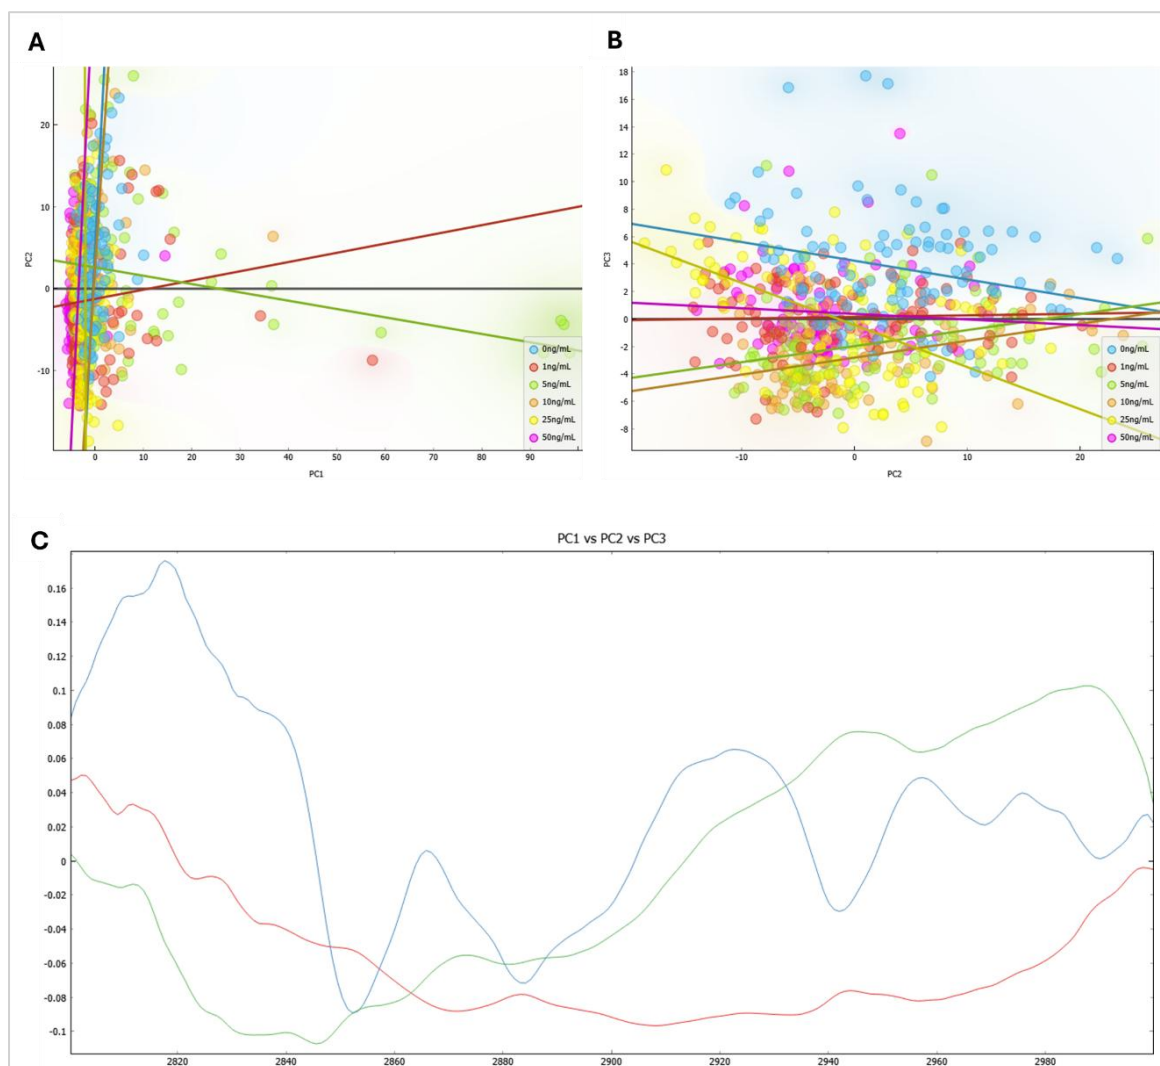 A
PC2
20
10
0
-10
0
10
20
30
40
50
60
70
80
90
PC1
0ng/mL
1ng/mL
5ng/mL
10ng/mL
25ng/mL
50ng/mL
B
PC3
18
16
14
12
10
8
6
4
2
0
-2
-4
-6
-8
-10
0
10
20
PC2
0ng/mL
1ng/mL
5ng/mL
10ng/mL
25ng/mL
50ng/mL
C
PC1 vs PC2 vs PC3
0.16
0.14
0.12
0.1
0.08
0.06
0.04
0.02
0
-0.02
-0.04
-0.06
-0.08
-0.1
2820
2840
2860
2880
2900
2920
2940
2960
2980